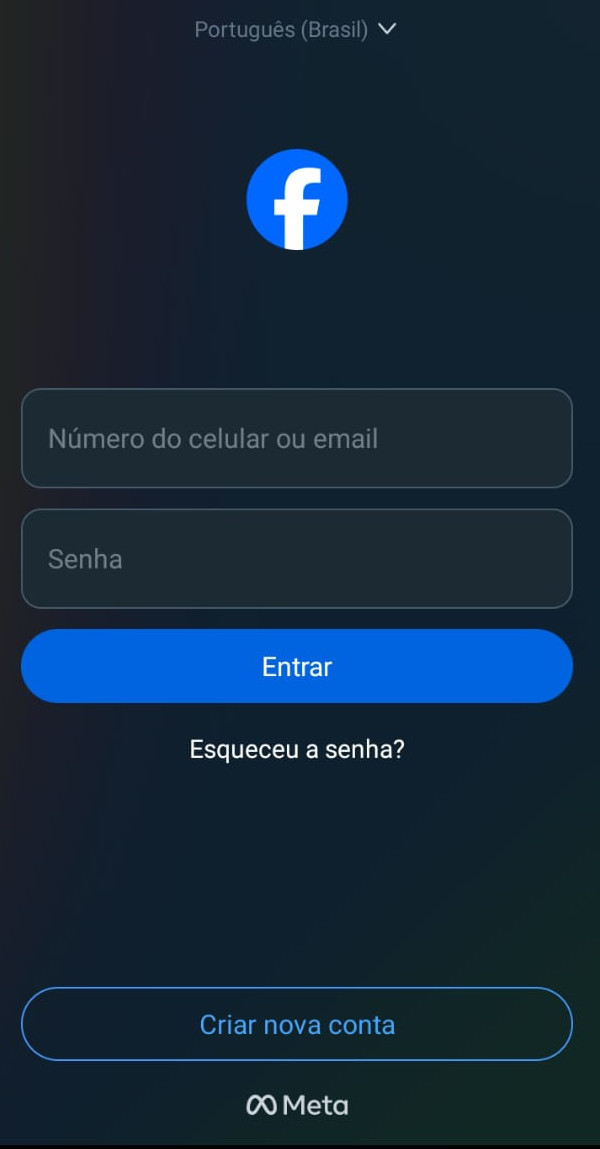 Português (Brasil)
Número do celular ou email
Senha
Entrar
Esqueceu a senha?
Criar nova conta
Meta